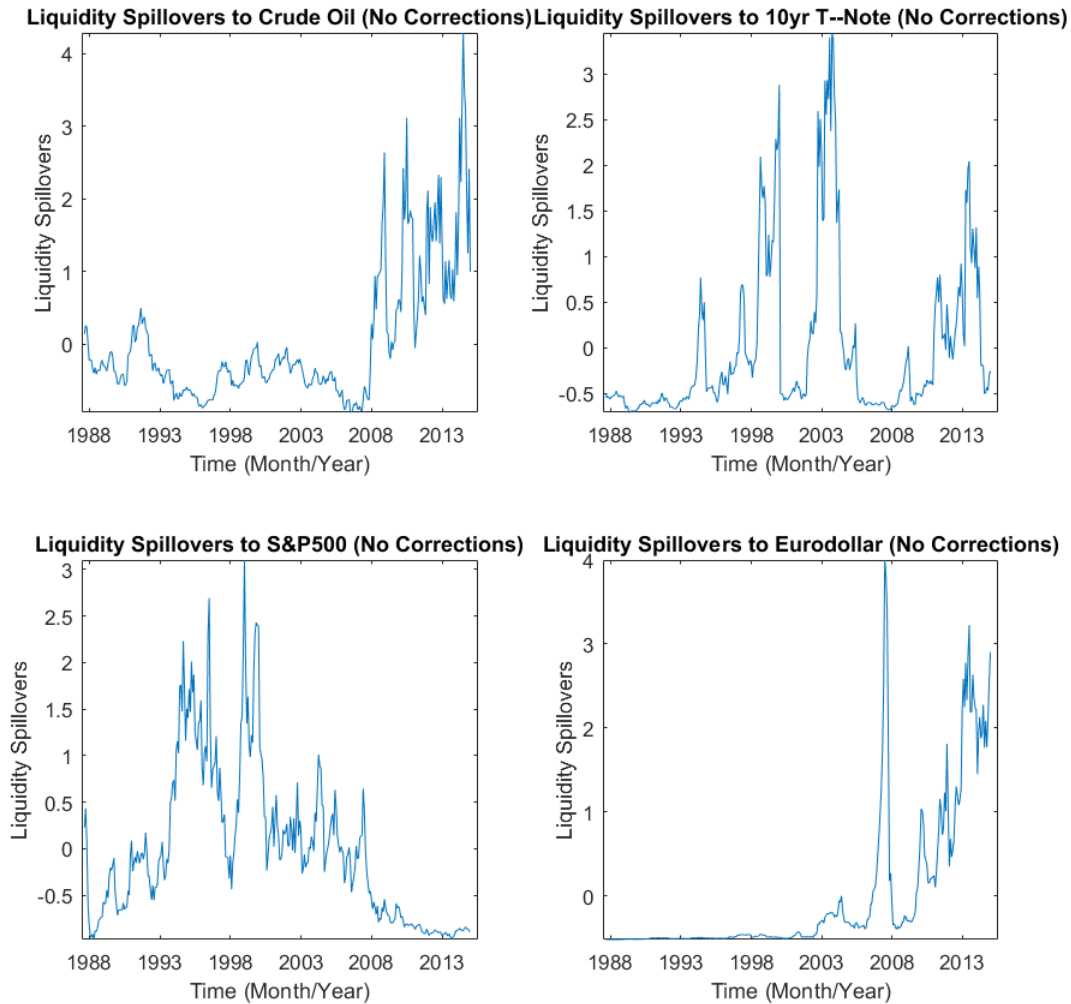 Liquidity Spillovers to Crude Oil (No Corrections)
4
3
2
1
0
Liquidity Spillovers
1988 1993 1998 2003 2008 2013
Time (Month/Year)
Liquidity Spillovers to 10yr T--Note (No Corrections)
3
2.5
2
1.5
1
0.5
0
-0.5
Liquidity Spillovers
1988 1993 1998 2003 2008 2013
Time (Month/Year)
Liquidity Spillovers to S&P500 (No Corrections)
3
2.5
2
1.5
1
0.5
0
-0.5
Liquidity Spillovers
1988 1993 1998 2003 2008 2013
Time (Month/Year)
Liquidity Spillovers to Eurodollar (No Corrections)
4
3
2
1
0
Liquidity Spillovers
1988 1993 1998 2003 2008 2013
Time (Month/Year)